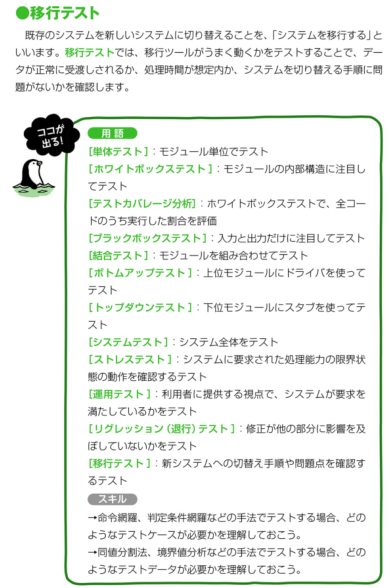 ●移行テスト
既存のシステムを新しいシステムに切り替えることを、「システムを移行する」と
いいます。移行テストでは、移行ツールがうまく動くかをテストすることで、デー
タが正常に受渡しされるか、処理時間が想定内か、システムを切り替える手順に問
題がないかを確認します。
ココが
出る!
用語
[単体テスト]：モジュール単位でテスト
[ホワイトボックステスト]：モジュールの内部構造に注目し
てテスト
[テストカバレージ分析]：ホワイトボックステストで、全コー
ドのうち実行した割合を評価
[ブラックボックステスト]：入力と出力だけに注目してテスト
[結合テスト]：モジュールを組み合わせてテスト
[ボトムアップテスト]：上位モジュールにドライバを使って
テスト
[トップダウンテスト]：下位モジュールにスタブを使ってテ
スト
[システムテスト]：システム全体をテスト
[ストレステスト]：システムに要求された処理能力の限界状
態の動作を確認するテスト
[運用テスト]：利用者に提供する視点で、システムが要求を
満たしているかをテスト
[リグレッション（退行）テスト]：修正が他の部分に影響を及
ぼしていないかをテスト
[移行テスト]：新システムへの切替え手順や問題点を確認す
るテスト
スキル
→命令網羅、判定条件網羅などの手法でテストする場合、どの
ようなテストケースが必要かを理解しておこう。
→同値分割法、境界値分析などの手法でテストする場合、どの
ようなテストデータが必要かを理解しておこう。